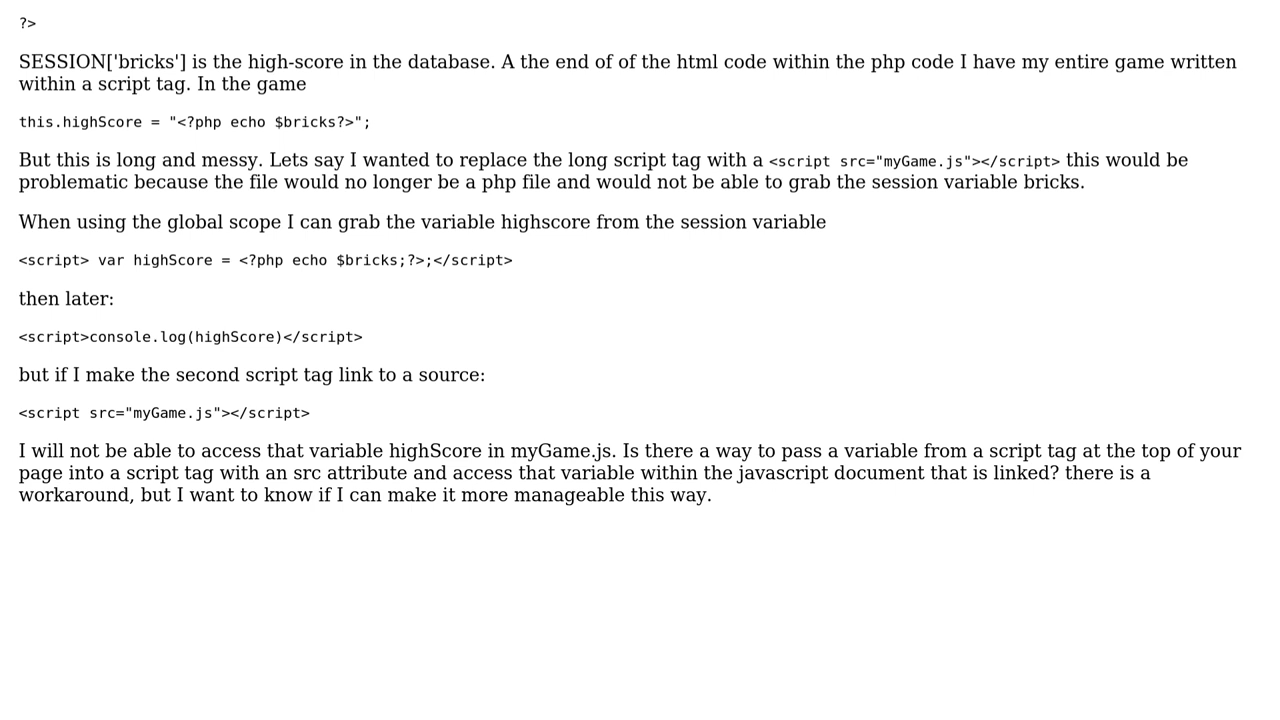 ?>
SESSION['bricks'] is the high-score in the database. A the end of of the html code within the php code I have my entire game written
within a script tag. In the game
this.highScore = "<?php echo $bricks?>";
But this is long and messy. Lets say I wanted to replace the long script tag with a <script src="myGame.js"></script> this would be
problematic because the file would no longer be a php file and would not be able to grab the session variable bricks.
When using the global scope I can grab the variable highscore from the session variable
<script> var highScore = <?php echo $bricks;?>;</script>
then later:
<script>console.log(highScore)</script>
but if I make the second script tag link to a source:
<script src="myGame.js"></script>
I will not be able to access that variable highScore in myGame.js. Is there a way to pass a variable from a script tag at the top of your
page into a script tag with an src attribute and access that variable within the javascript document that is linked? there is a
workaround, but I want to know if I can make it more manageable this way.